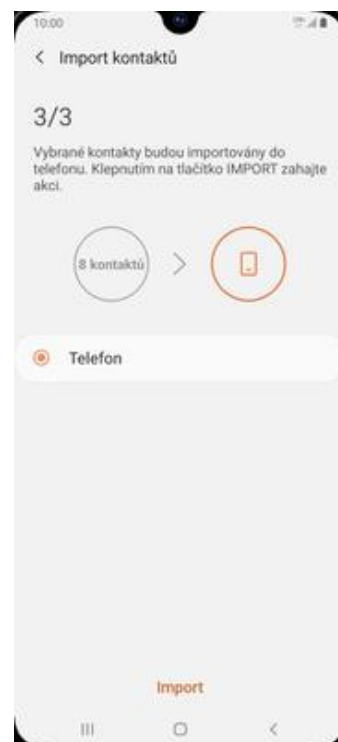 10:00
Import kontaktů
3/3
Vybrané kontakty budou importovány do
telefonu. Klepnutím na tlačítko IMPORT zahajte
akci.
8 kontaktů
Telefon
Import